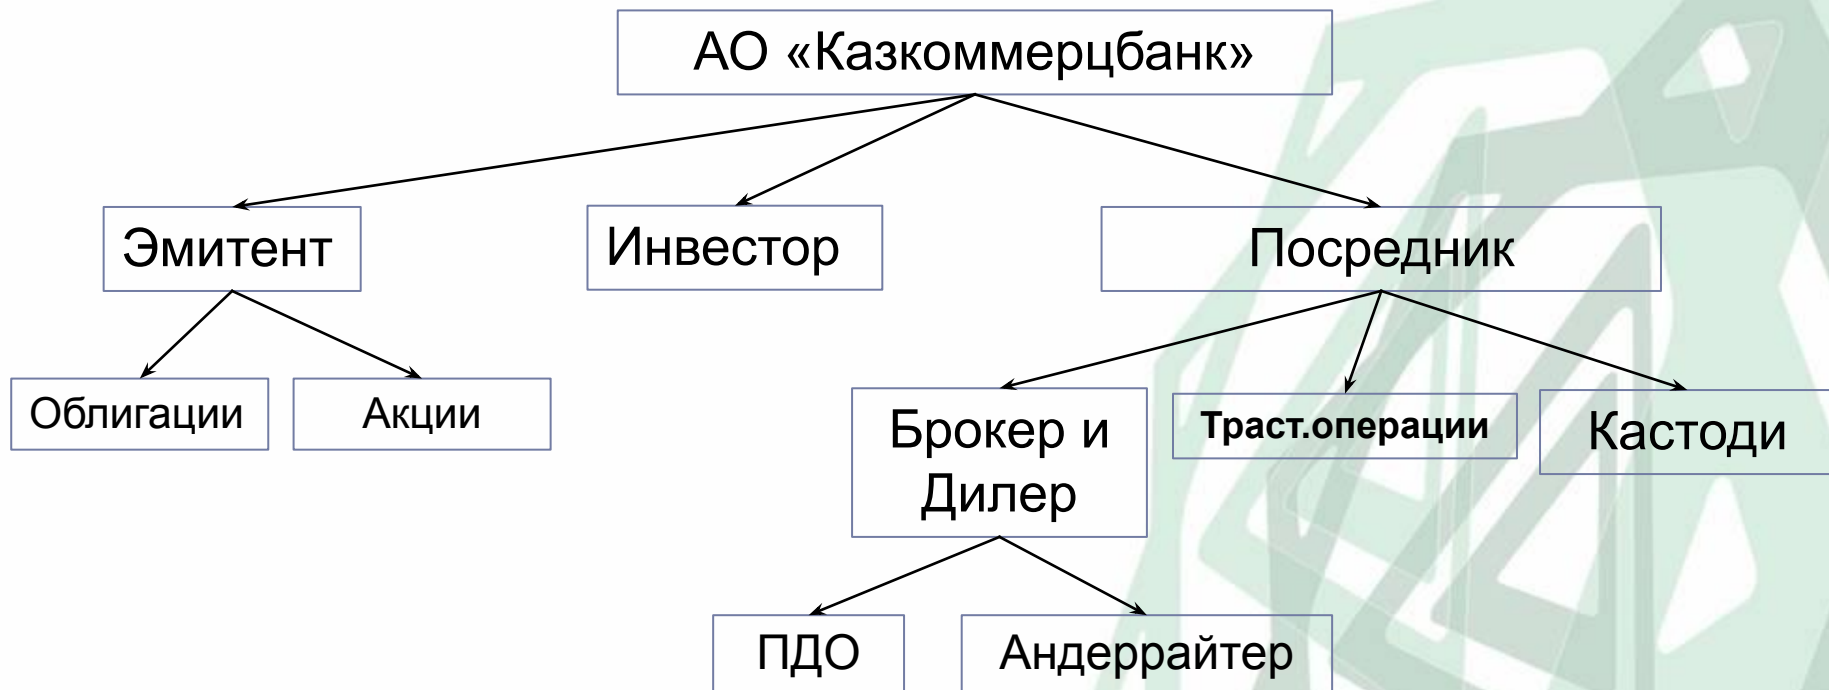 АО «Казкоммерцбанк»
Эмитент
Инвестор
Посредник
Облигации
Акции
Брокер и
Дилер
Траст.операции
Кастоди
ПДО
Андеррайтер